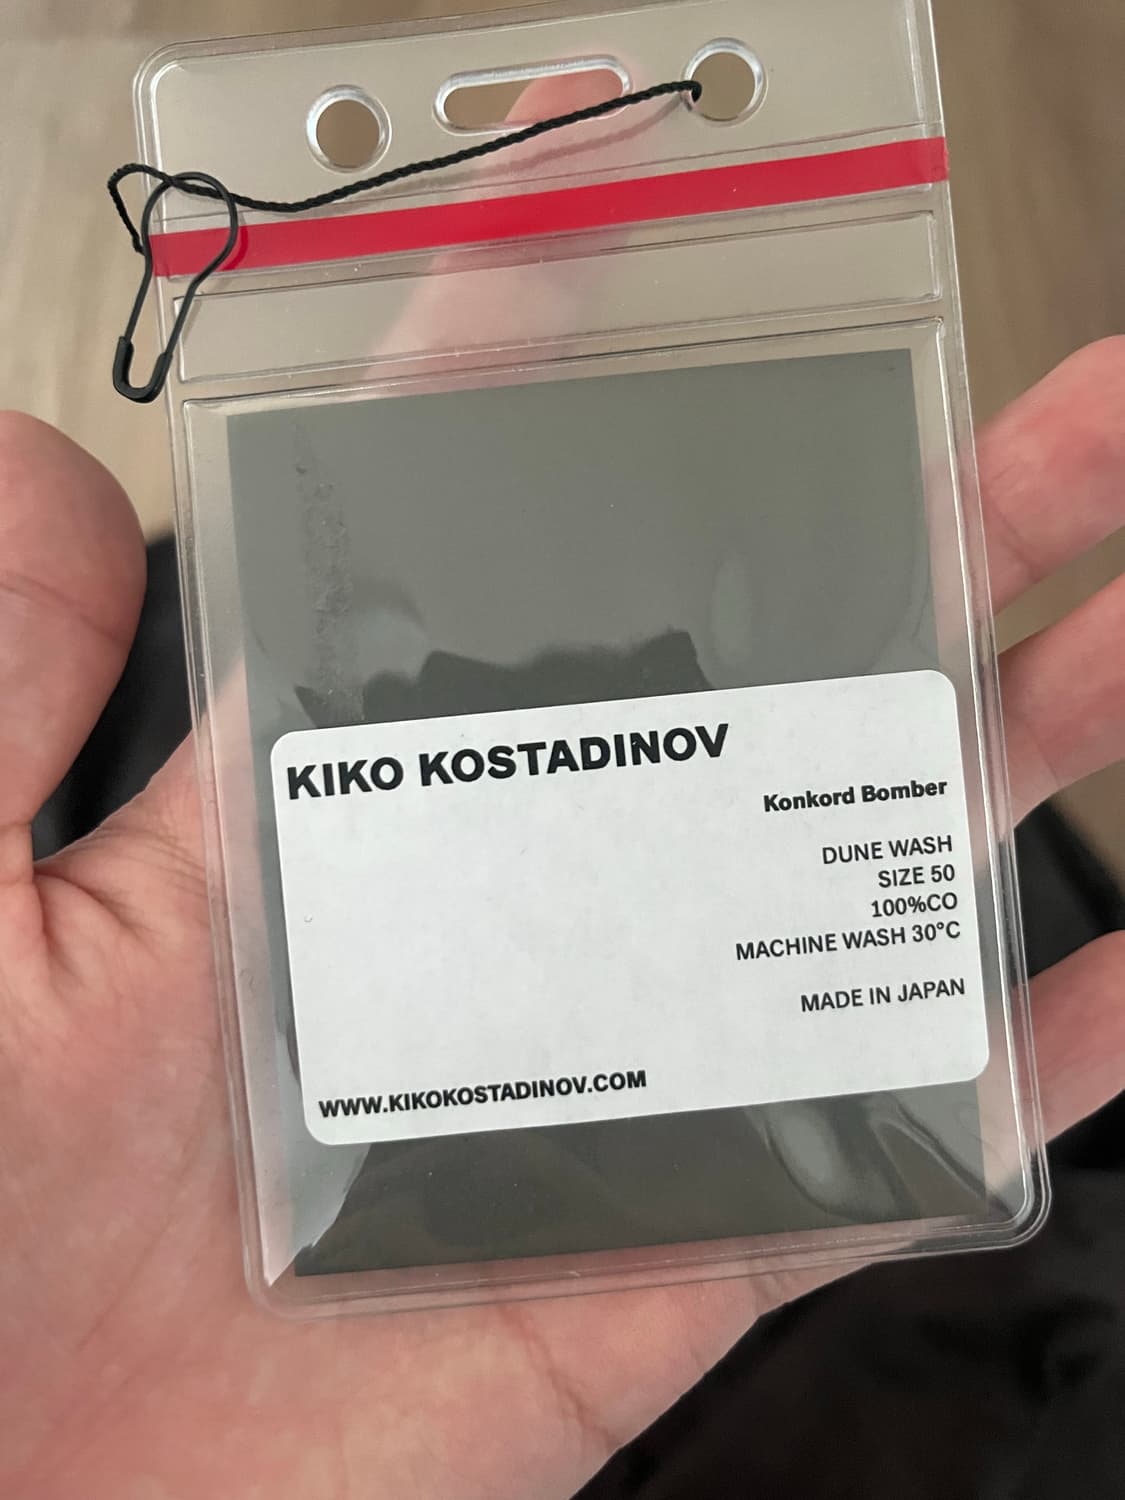 KIKO KOSTADINOV
Konkord Bomber
DUNE WASH
SIZE 50
100%CO
MACHINE WASH 30°C
MADE IN JAPAN
WWW.KIKOKOSTADINOV.COM